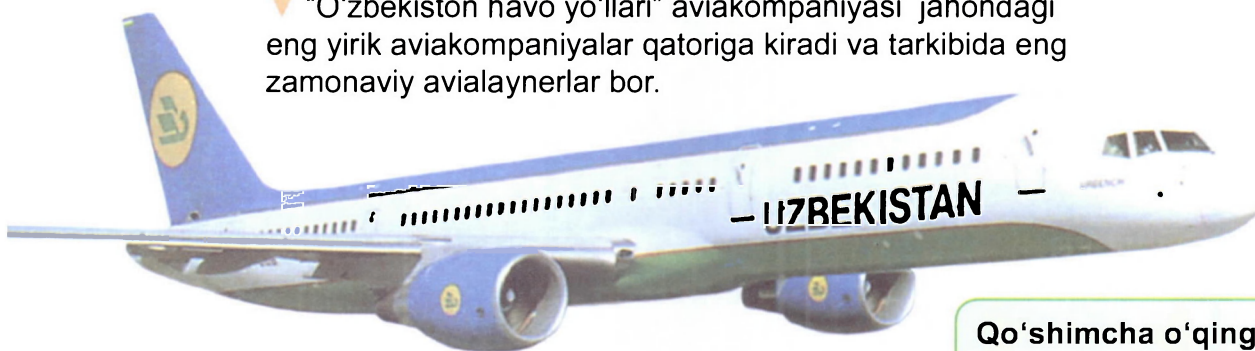 "O‘zbekiston havo yo‘llari" aviakompaniyasi jahondagi
eng yirik aviakompaniyalar qatoriga kiradi va tarkibida eng
zamonaviy avialaynerlar bor.
UZBEKISTAN
Qo‘shimcha o‘qing